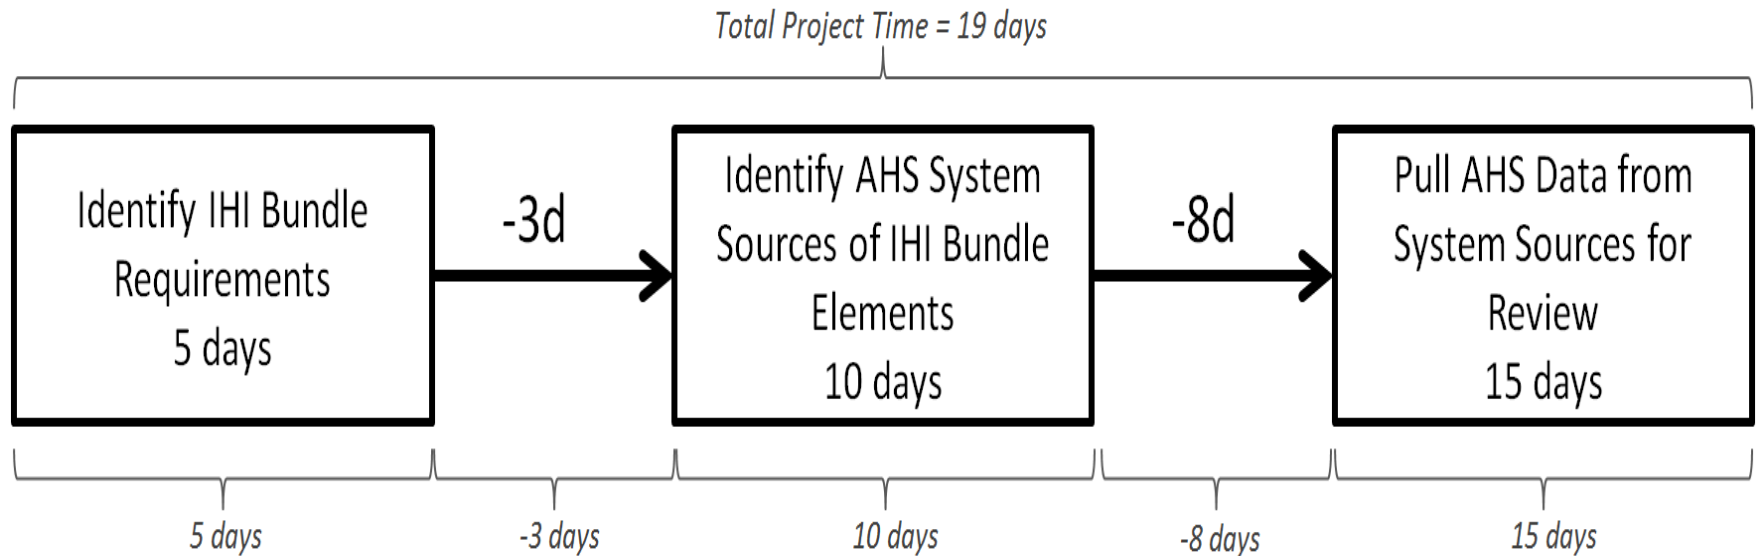 Total Project Time = 19 days
Identify IHI Bundle
Requirements
5 days
-3d
Identify AHS System
Sources of IHI Bundle
Elements
10 days
-8d
Pull AHS Data from
System Sources for
Review
15 days
5 days
-3 days
10 days
-8 days
15 days